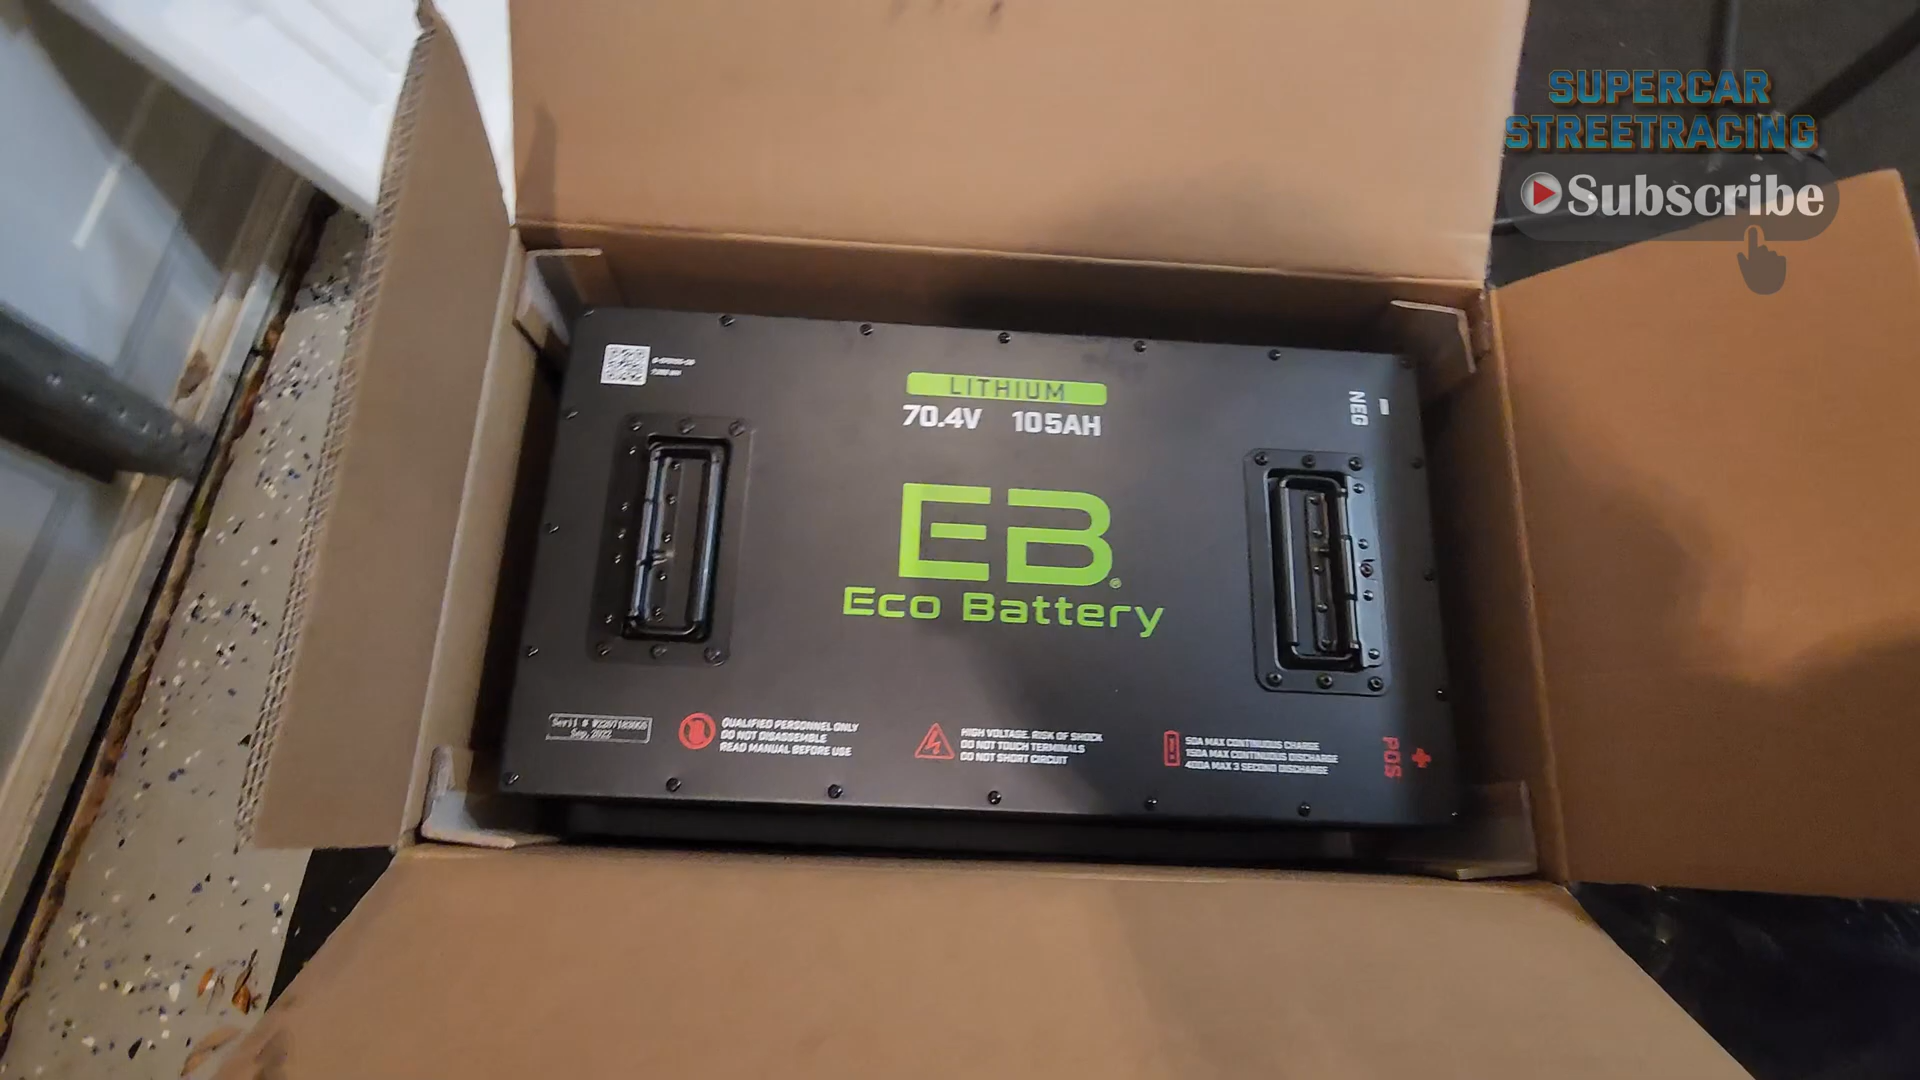 SUPERCAR
STREETRACING
Subscribe
LITHIUM
70.4V 105AH
NEG
EB®
Eco Battery
Sep, 2022
QUALIFIED PERSONNEL ONLY
DO NOT DISASSEMBLE
READ MANUAL BEFORE USE
HIGH VOLTAGE. RISK OF SHOCK
DO NOT TOUCH TERMINALS
DO NOT SHORT CIRCUIT
50A MAX CONTINUOUS CHARGE
150A MAX CONTINUOUS DISCHARGE
400A MAX 3 SECOND DISCHARGE
POS